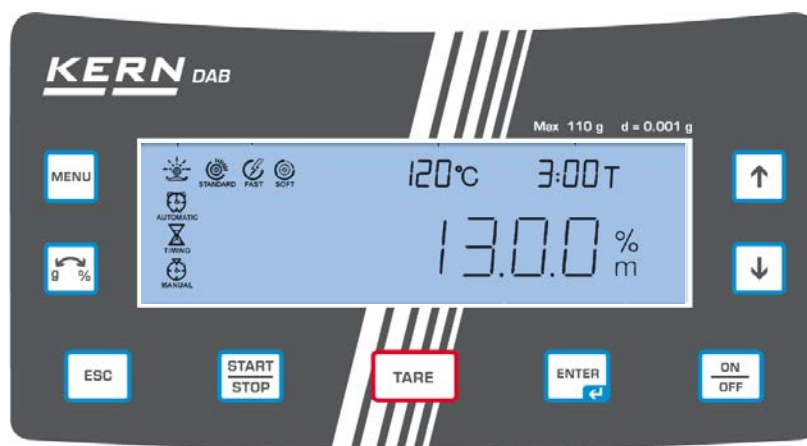 KERN DAB
Max 110 g d = 0.001 g
MENU
STANDARD FAST SOFT
120°C 3:00 T
AUTOMATIC
TIMING
MANUAL
13.0.0 % m
↑
g %
↓
ESC
START
STOP
TARE
ENTER
ON
OFF